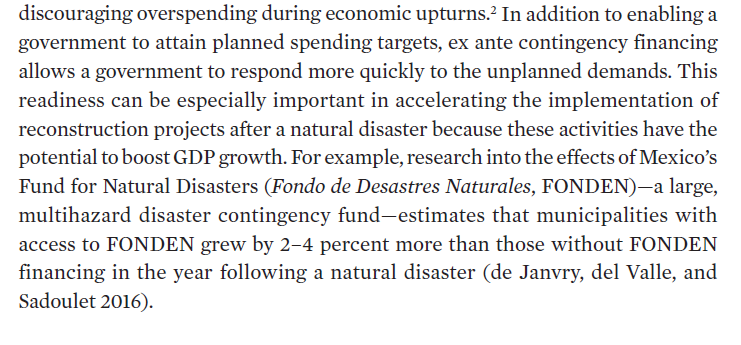 discouraging overspending during economic upturns.² In addition to enabling a
government to attain planned spending targets, ex ante contingency financing
allows a government to respond more quickly to the unplanned demands. This
readiness can be especially important in accelerating the implementation of
reconstruction projects after a natural disaster because these activities have the
potential to boost GDP growth. For example, research into the effects of Mexico’s
Fund for Natural Disasters (Fondo de Desastres Naturales, FONDEN)—a large,
multihazard disaster contingency fund—estimates that municipalities with
access to FONDEN grew by 2–4 percent more than those without FONDEN
financing in the year following a natural disaster (de Janvry, del Valle, and
Sadoulet 2016).